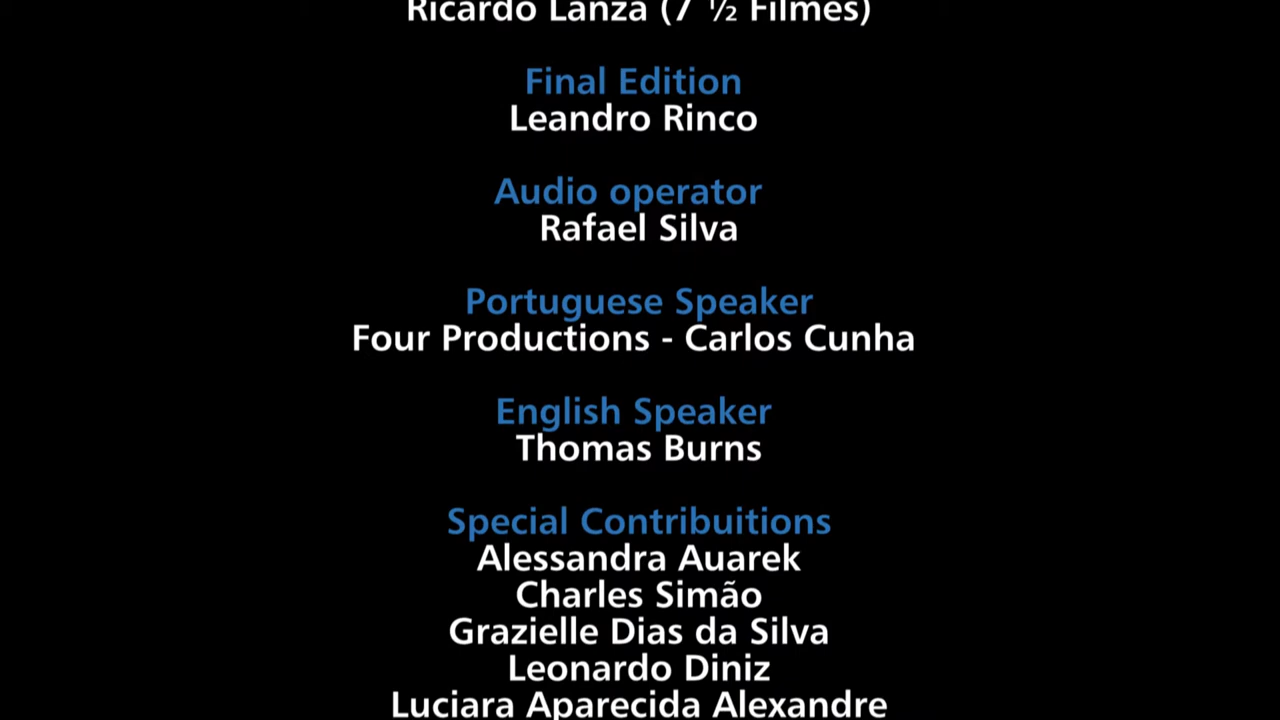 Ricardo Lanza (7 ½ Filmes)
Final Edition
Leandro Rinco
Audio operator
Rafael Silva
Portuguese Speaker
Four Productions - Carlos Cunha
English Speaker
Thomas Burns
Special Contribuitions
Alessandra Auarek
Charles Simão
Grazielle Dias da Silva
Leonardo Diniz
Luciara Aparecida Alexandre